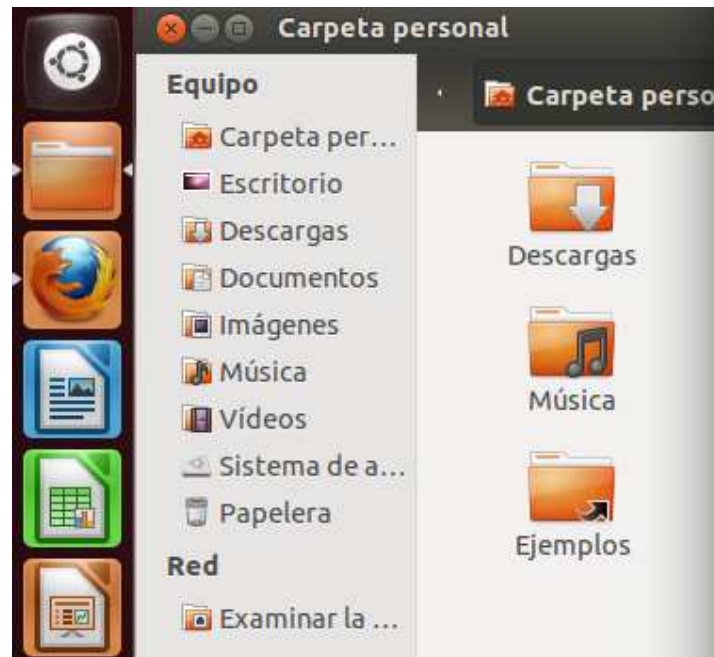 Carpeta personal
Equipo
Carpeta per...
Escritorio
Descargas
Documentos
Imágenes
Música
Vídeos
Sistema de a...
Papelera
Red
Examinar la ...
Carpeta perso
Descargas
Música
Ejemplos